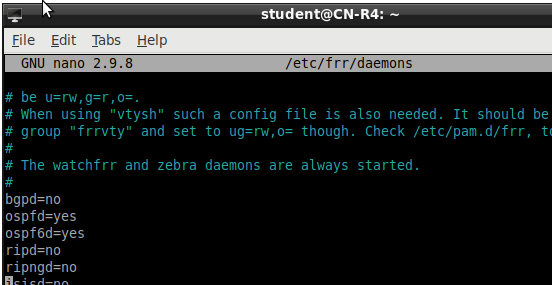 student@CN-R4: ~
File Edit Tabs Help
GNU nano 2.9.8 /etc/frr/daemons
# be u=rw,g=r,o=.
# When using "vtysh" such a config file is also needed. It should be
# group "frrvty" and set to ug=rw,o= though. Check /etc/pam.d/frr, to
#
# The watchfrr and zebra daemons are always started.
#
bgpd=no
ospfd=yes
ospf6d=yes
ripd=no
ripngd=no
isisd=no